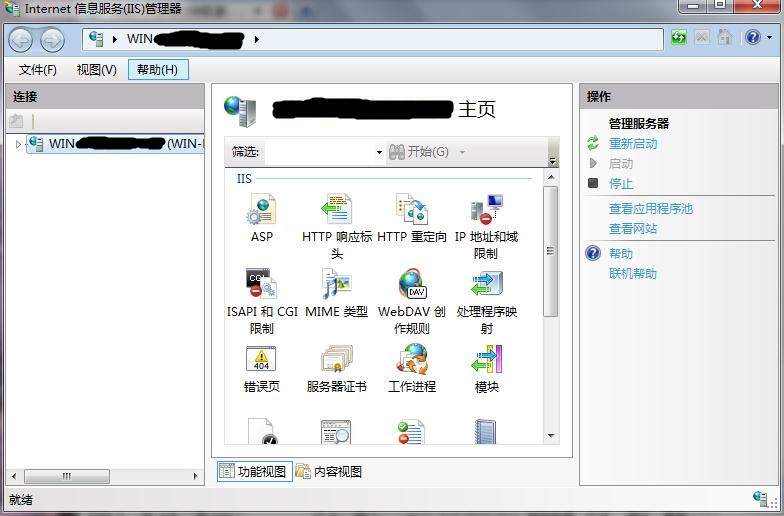 Internet 信息服务(IIS)管理器
WIN
文件(F) 视图(V) 帮助(H)
连接
WIN (WIN-
主页
筛选: 开始(G)
IIS
ASP
HTTP 响应标头
HTTP 重定向
IP 地址和域限制
ISAPI 和 CGI 限制
MIME 类型
WebDAV 创作规则
处理程序映射
错误页
服务器证书
工作进程
模块
功能视图 内容视图
操作
管理服务器
重新启动
启动
停止
查看应用程序池
查看网站
帮助
联机帮助
就绪